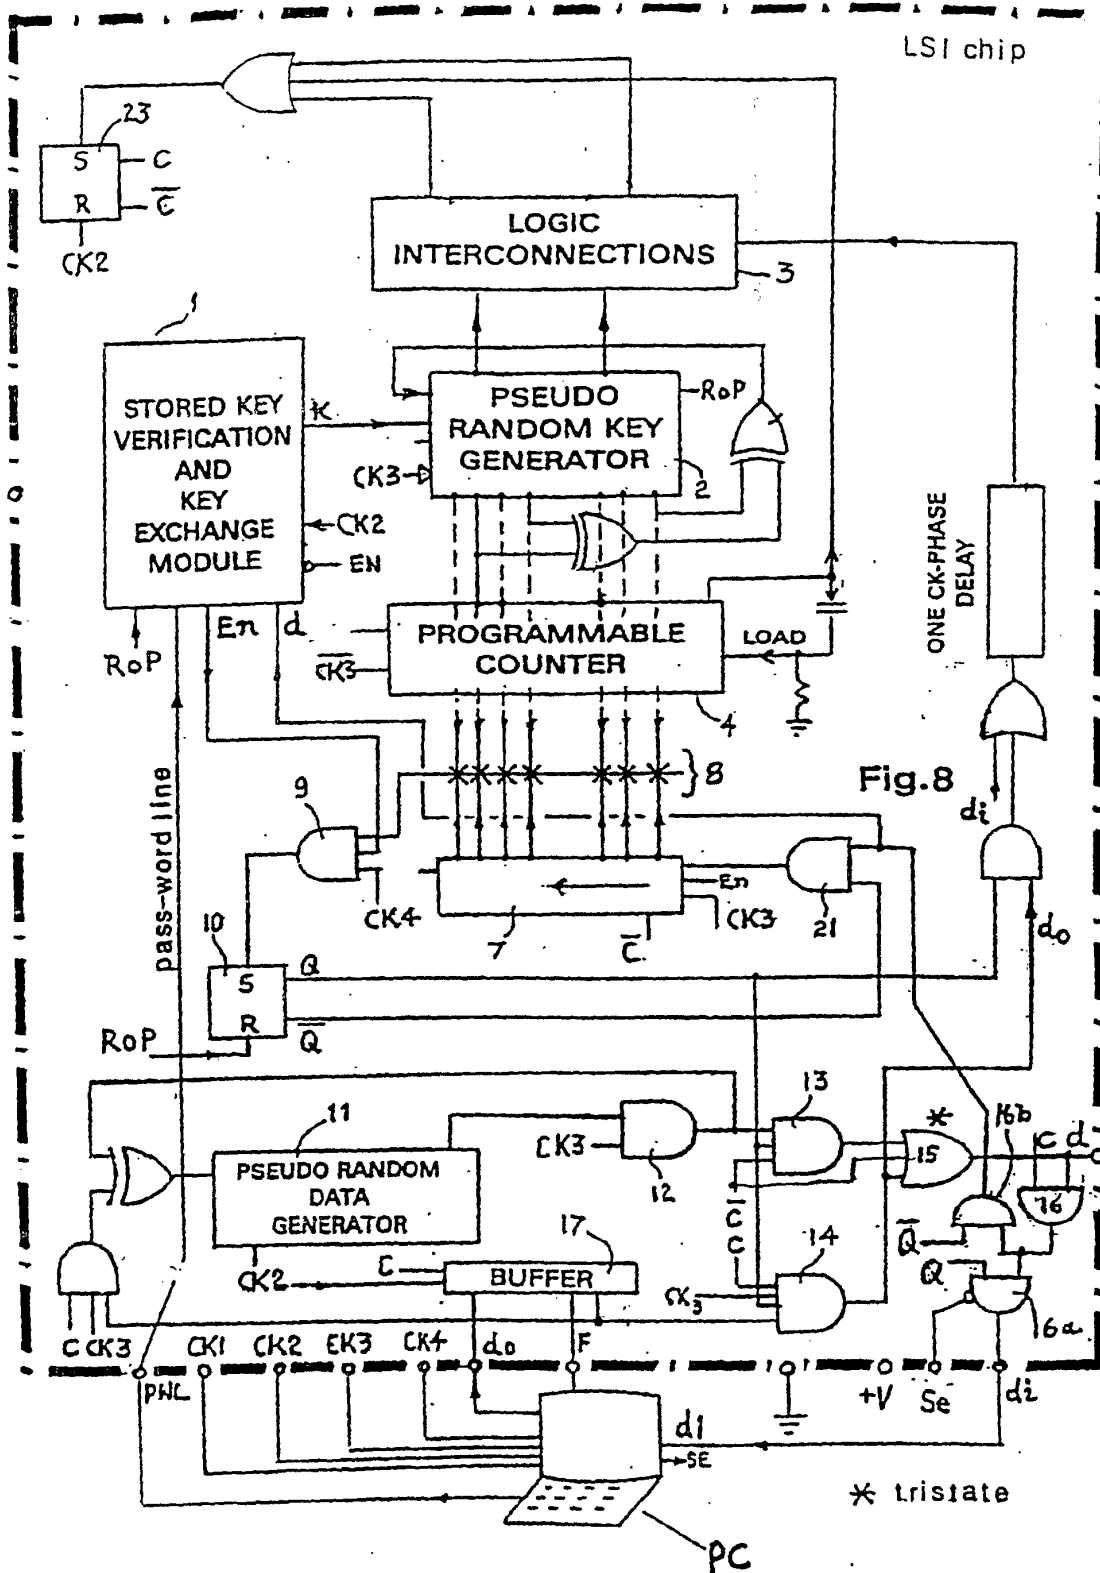 LSI chip
23
S
C
R
C̅
CK2
LOGIC
INTERCONNECTIONS
3
1
STORED KEY
VERIFICATION
AND
KEY
EXCHANGE
MODULE
K
CK2
EN
RoP
En
d
PSEUDO
RANDOM KEY
GENERATOR
RoP
CK3
2
PROGRAMMABLE
COUNTER
C̅K̅3̅
LOAD
4
ONE CK-PHASE
DELAY
8
Fig.8
9
pass-word line
CK4
7
En
CK3
C̅
21
di
do
10
S
Q
R
Q̅
RoP
11
PSEUDO RANDOM
DATA
GENERATOR
CK2
CK3
12
13
C̅
C
*
15
16b
C
d
16
Q̅
Q
16a
17
C
BUFFER
14
CK3
C
CK3
PWL
CK1
CK2
CK3
CK4
do
F
+V
Se
di
di
SE
* tristate
PC